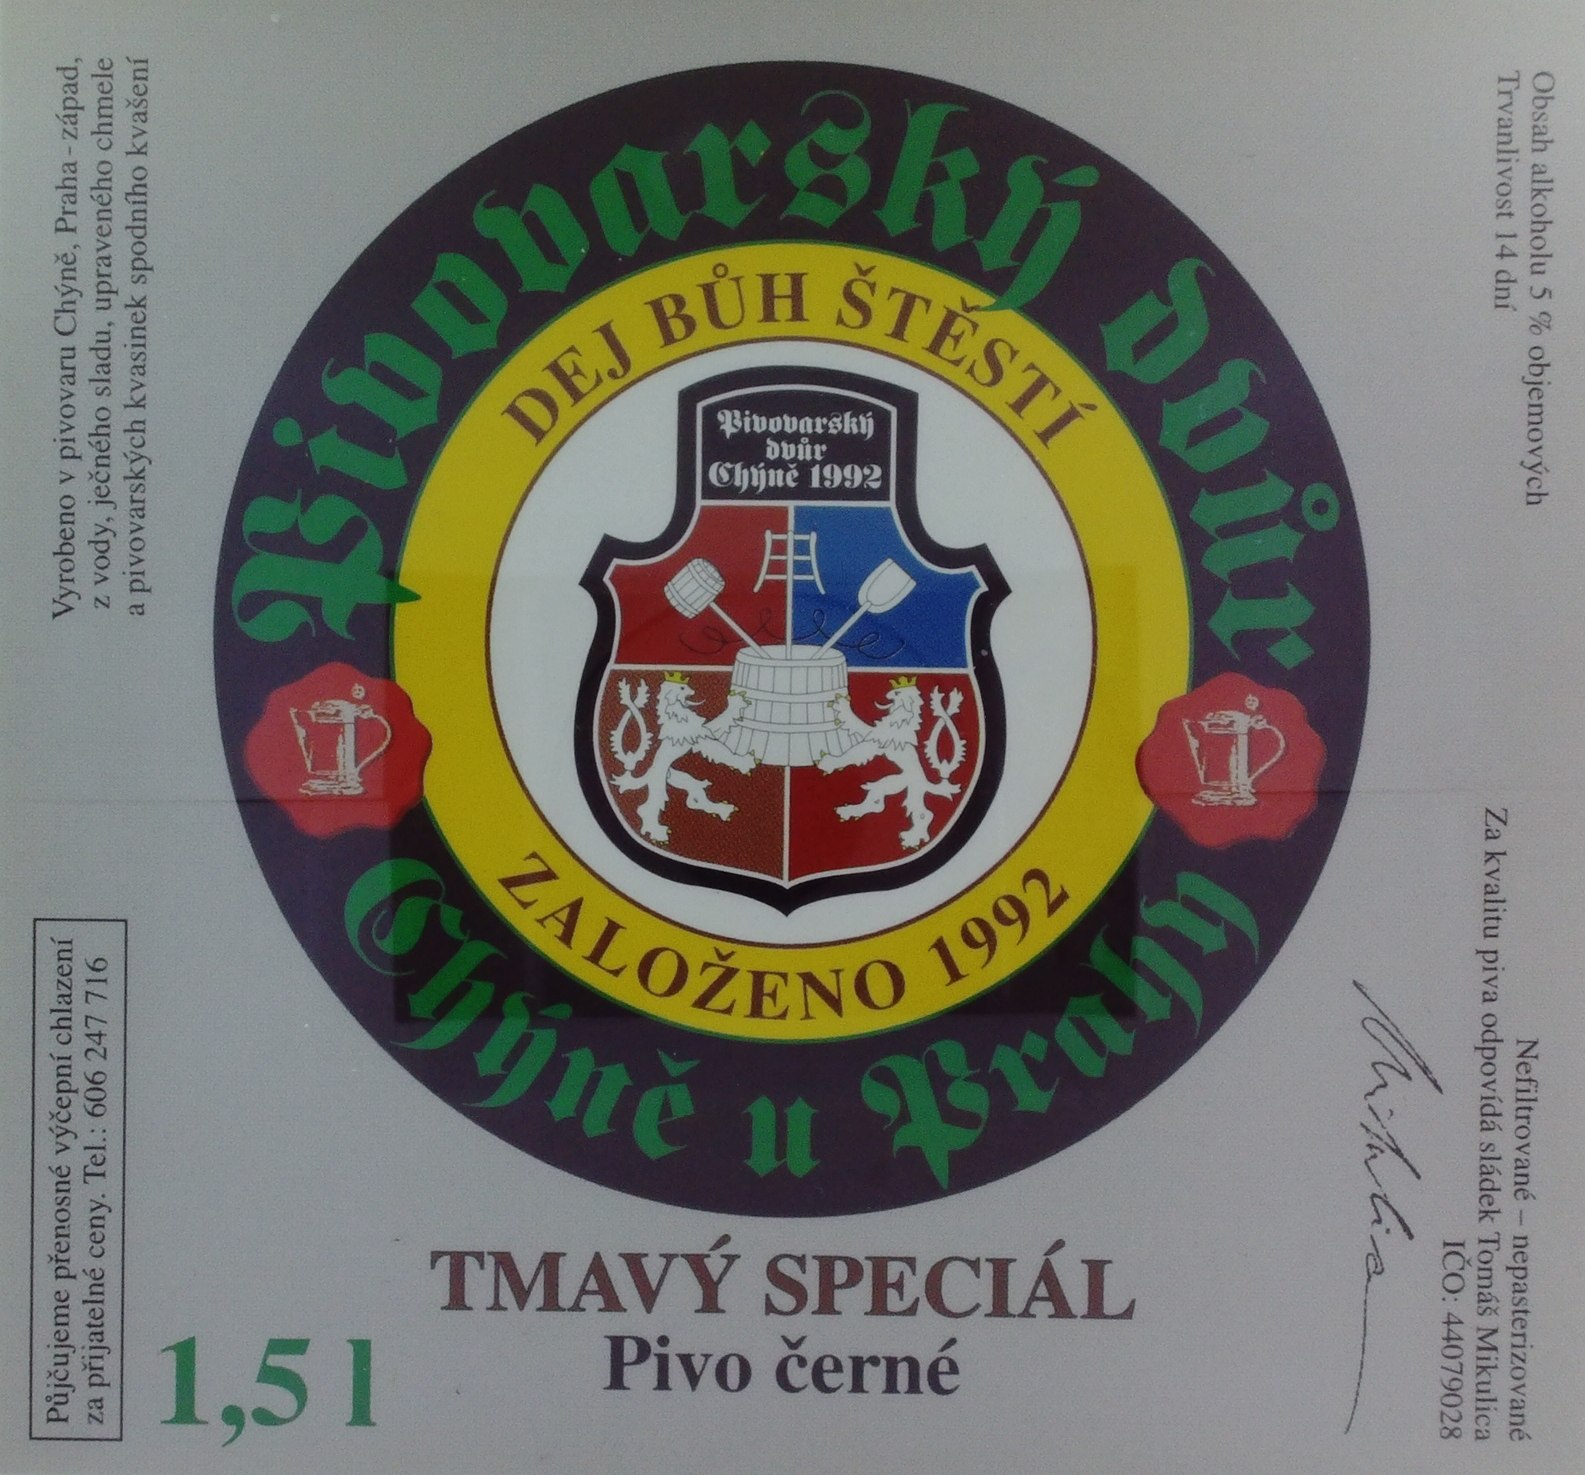 Pivovarský dvůr
DEJ BŮH ŠTĚSTÍ
Pivovarský
dvůr
Chýně 1992
ZALOŽENO 1992
Chýně u Prahy
TMAVÝ SPECIÁL
Pivo černé
1,5 l
Vyrobeno v pivovaru Chýně, Praha - západ,
z vody, ječného sladu, upraveného chmele
a pivovarských kvasinek spodního kvašení
Půjčujeme přenosné výčepní chlazení
za přijatelné ceny. Tel.: 606 247 716
Obsah alkoholu 5 % objemových
Trvanlivost 14 dní
Nefiltrované – nepasterizované
Za kvalitu piva odpovídá sládek Tomáš Mikulica
IČO: 44079028
Mikulica